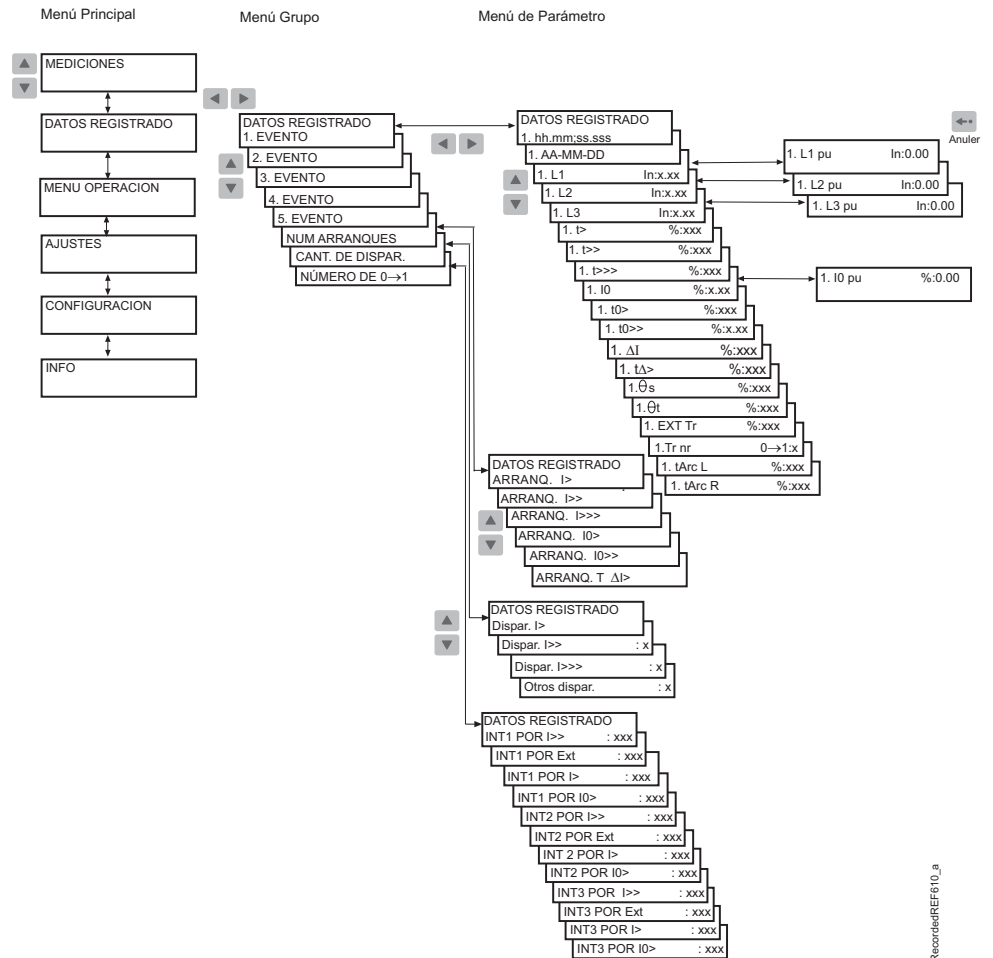 Menú Principal
Menú Grupo
Menú de Parámetro
MEDICIONES
DATOS REGISTRADO
MENU OPERACION
AJUSTES
CONFIGURACION
INFO
DATOS REGISTRADO
1. EVENTO
2. EVENTO
3. EVENTO
4. EVENTO
5. EVENTO
NUM ARRANQUES
CANT. DE DISPAR.
NÚMERO DE 0→1
DATOS REGISTRADO
1. hh.mm;ss.sss
1. AA-MM-DD
1. L1 In:x.xx
1. L2 In:x.xx
1. L3 In:x.xx
1. t> %:xxx
1. t>> %:xxx
1. t>>> %:xxx
1. I0 %:x.xx
1. t0> %:xxx
1. t0>> %:x.xx
1. ΔI %:xxx
1. tΔ> %:xxx
1.θs %:xxx
1.θt %:xxx
1. EXT Tr %:xxx
1.Tr nr 0→1:x
1. tArc L %:xxx
1. tArc R %:xxx
Anuler
1. L1 pu In:0.00
1. L2 pu In:0.00
1. L3 pu In:0.00
1. I0 pu %:0.00
DATOS REGISTRADO
ARRANQ. I>
ARRANQ. I>>
ARRANQ. I>>>
ARRANQ. I0>
ARRANQ. I0>>
ARRANQ. T ΔI>
DATOS REGISTRADO
Dispar. I>
Dispar. I>> : x
Dispar. I>>> : x
Otros dispar. : x
DATOS REGISTRADO
INT1 POR I>> : xxx
INT1 POR Ext : xxx
INT1 POR I> : xxx
INT1 POR I0> : xxx
INT2 POR I>> : xxx
INT2 POR Ext : xxx
INT 2 POR I> : xxx
INT2 POR I0> : xxx
INT3 POR I>> : xxx
INT3 POR Ext : xxx
INT3 POR I> : xxx
INT3 POR I0> : xxx
RecordedREF610_a